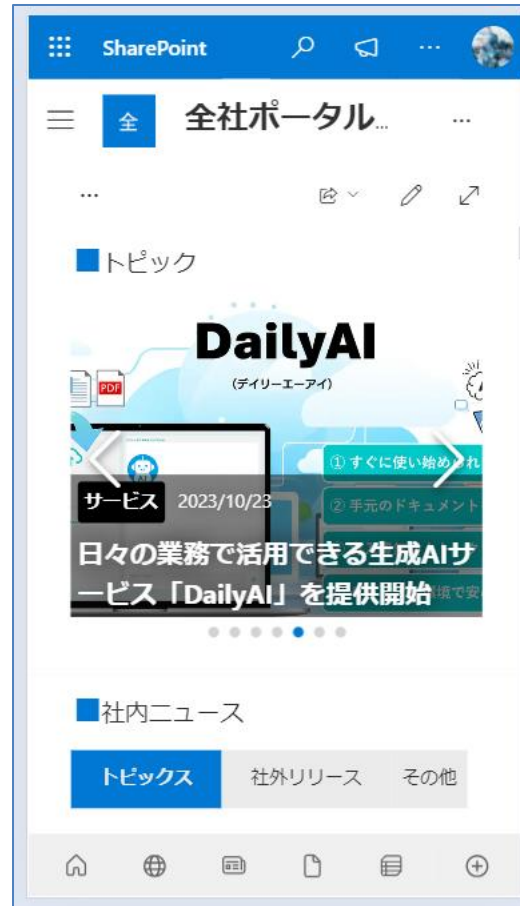 SharePoint
全
全社ポータル...
トピック
DailyAI
(デイリーエーアイ)
PDF
AI
① すぐに使い始められ
サービス 2023/10/23
② 手元のドキュメント
日々の業務で活用できる生成AIサ
ービス「DailyAI」を提供開始
社内ニュース
トピックス 社外リリース その他